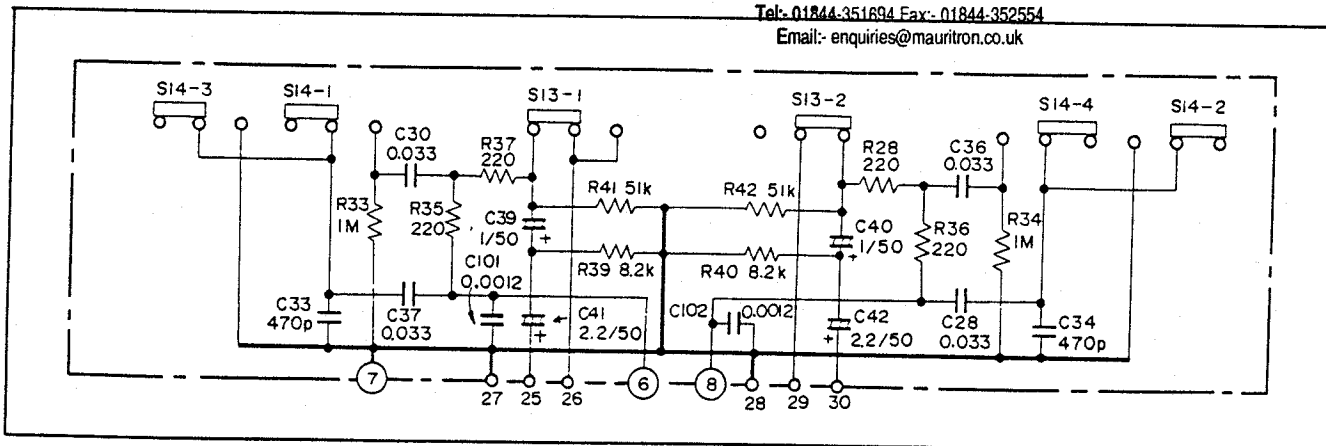 Tel:- 01844-351694 Fax:- 01844-352554
Email:- enquiries@mauritron.co.uk
S14-3
S14-1
S13-1
S13-2
S14-4
S14-2
C30
0.033
R37
220
R28
220
C36
0.033
R41 51k
R42 51k
R33
1M
R35
220
C39
1/50
+
C40
1/50
+
R36
220
R34
1M
R39 8.2k
R40 8.2k
C101
0.0012
C33
470p
C37
0.033
C41
2.2/50
+
C102
0.0012
C42
2.2/50
+
C28
0.033
C34
470p
7
27
25
26
6
8
28
29
30